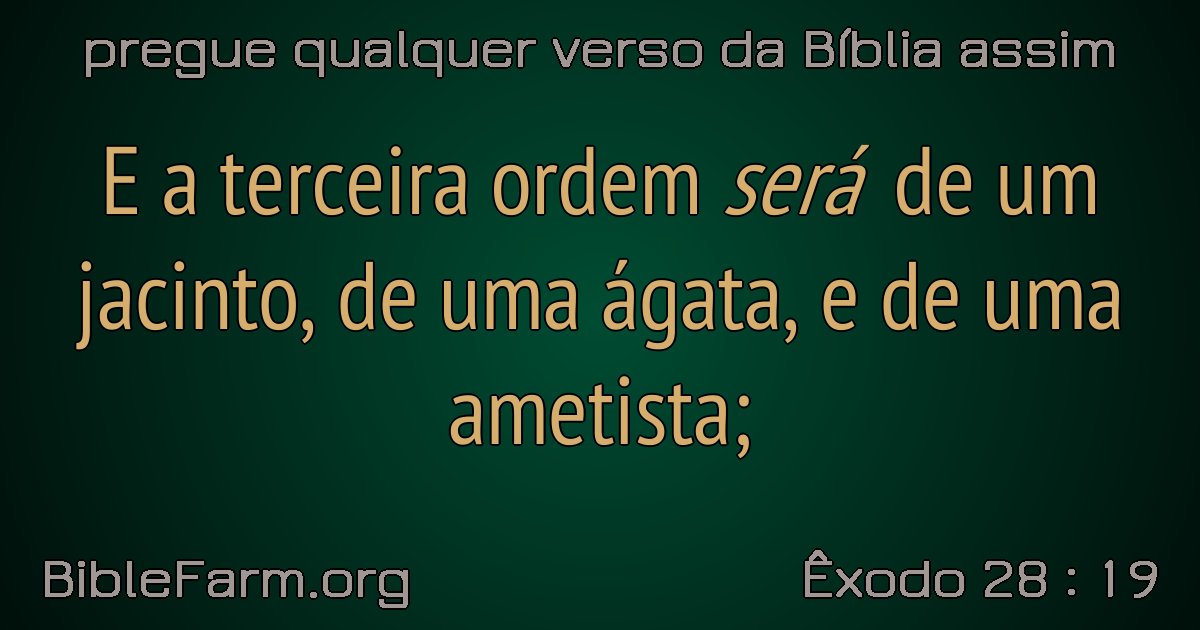 pregue qualquer verso da Bíblia assim
E a terceira ordem será de um
jacinto, de uma ágata, e de uma
ametista;
BibleFarm.org
Êxodo 28 : 19